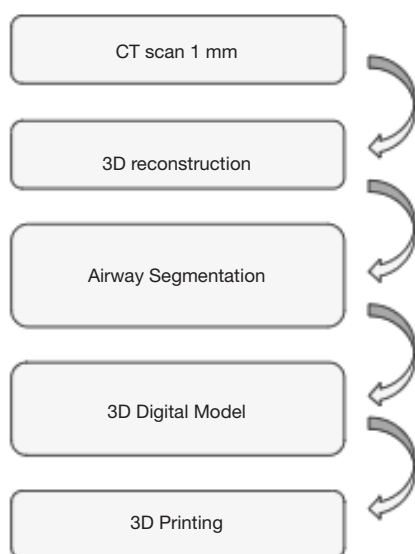 CT scan 1 mm
3D reconstruction
Airway Segmentation
3D Digital Model
3D Printing